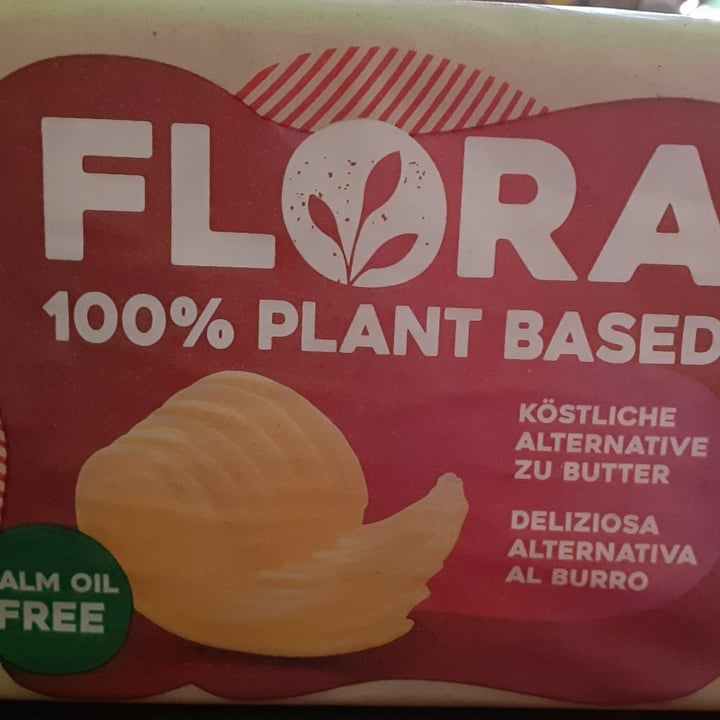 FLORA
100% PLANT BASED
KÖSTLICHE
ALTERNATIVE
ZU BUTTER
DELIZIOSA
ALTERNATIVA
AL BURRO
ALM OIL
FREE